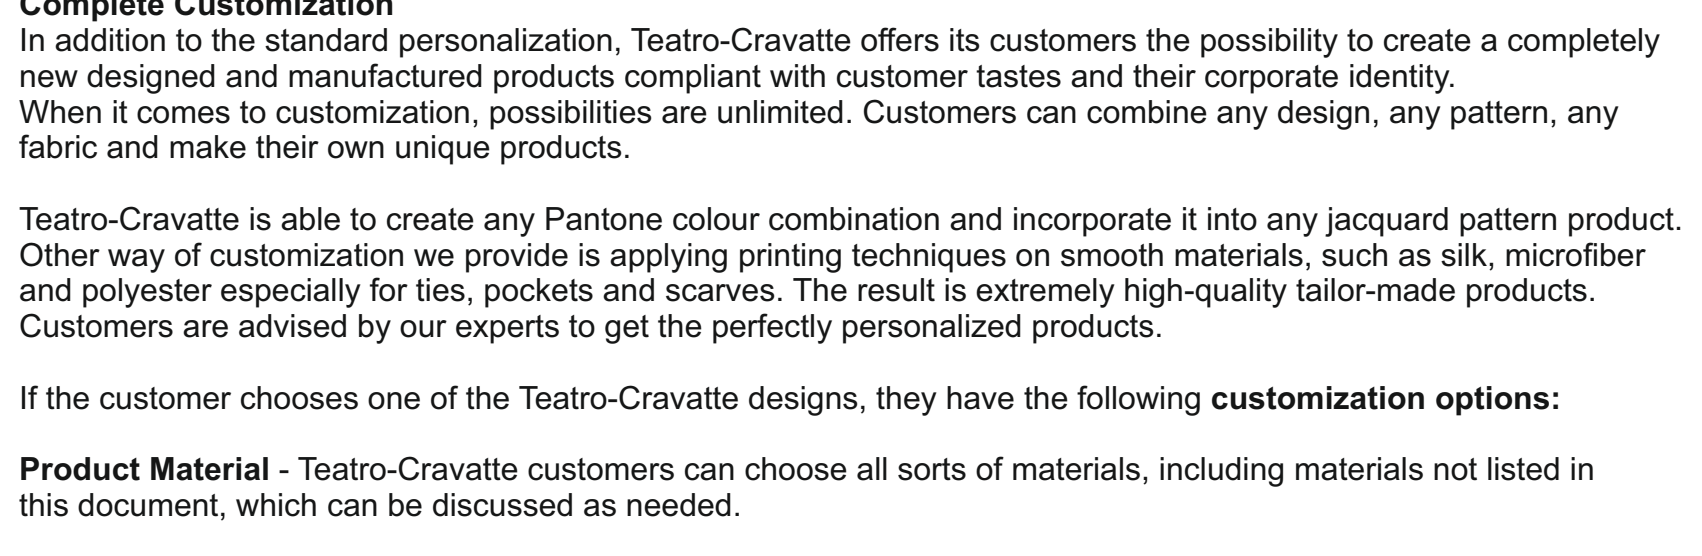 Complete Customization
In addition to the standard personalization, Teatro-Cravatte offers its customers the possibility to create a completely
new designed and manufactured products compliant with customer tastes and their corporate identity.
When it comes to customization, possibilities are unlimited. Customers can combine any design, any pattern, any
fabric and make their own unique products.
Teatro-Cravatte is able to create any Pantone colour combination and incorporate it into any jacquard pattern product.
Other way of customization we provide is applying printing techniques on smooth materials, such as silk, microfiber
and polyester especially for ties, pockets and scarves. The result is extremely high-quality tailor-made products.
Customers are advised by our experts to get the perfectly personalized products.
If the customer chooses one of the Teatro-Cravatte designs, they have the following customization options:
Product Material - Teatro-Cravatte customers can choose all sorts of materials, including materials not listed in
this document, which can be discussed as needed.